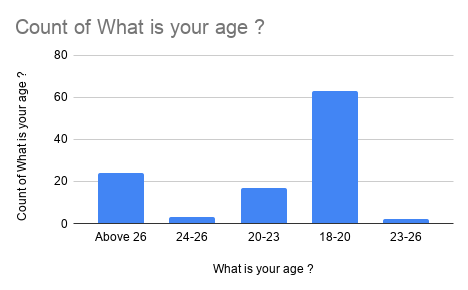 Count of What is your age ?
Count of What is your age ?
80
60
40
20
0
Above 26
24-26
20-23
18-20
23-26
What is your age ?